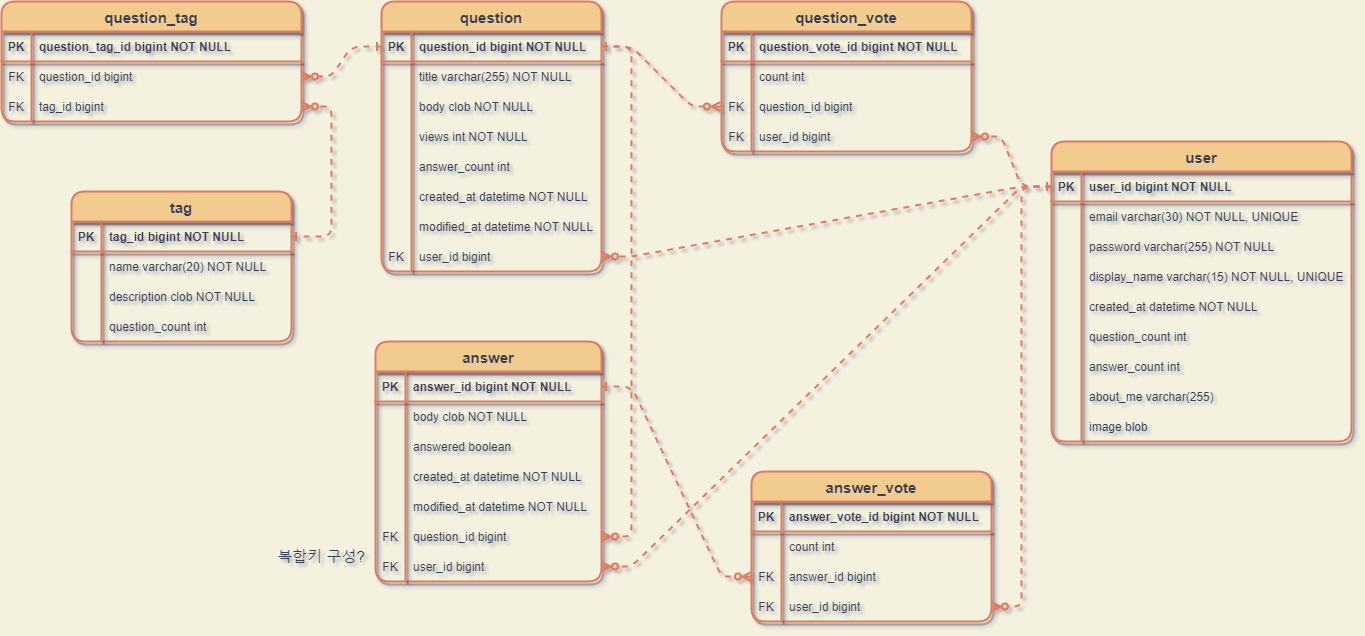 question_tag
PK question_tag_id bigint NOT NULL
FK question_id bigint
FK tag_id bigint
question
PK question_id bigint NOT NULL
title varchar(255) NOT NULL
body clob NOT NULL
views int NOT NULL
answer_count int
created_at datetime NOT NULL
modified_at datetime NOT NULL
FK user_id bigint
question_vote
PK question_vote_id bigint NOT NULL
count int
FK question_id bigint
FK user_id bigint
user
PK user_id bigint NOT NULL
email varchar(30) NOT NULL, UNIQUE
password varchar(255) NOT NULL
display_name varchar(15) NOT NULL, UNIQUE
created_at datetime NOT NULL
question_count int
answer_count int
about_me varchar(255)
image blob
tag
PK tag_id bigint NOT NULL
name varchar(20) NOT NULL
description clob NOT NULL
question_count int
answer
PK answer_id bigint NOT NULL
body clob NOT NULL
answered boolean
created_at datetime NOT NULL
modified_at datetime NOT NULL
FK question_id bigint
FK user_id bigint
복합키 구성?
answer_vote
PK answer_vote_id bigint NOT NULL
count int
FK answer_id bigint
FK user_id bigint